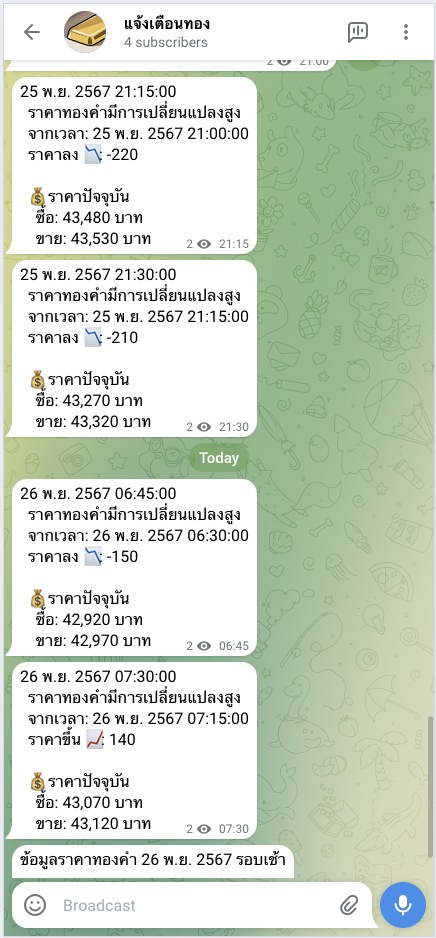 แจ้งเตือนทอง
4 subscribers
2 21:00
25 พ.ย. 2567 21:15:00
ราคาทองคำมีการเปลี่ยนแปลงสูง
จากเวลา: 25 พ.ย. 2567 21:00:00
ราคาลง 📉: -220
💰ราคาปัจจุบัน
ซื้อ: 43,480 บาท
ขาย: 43,530 บาท
2 21:15
25 พ.ย. 2567 21:30:00
ราคาทองคำมีการเปลี่ยนแปลงสูง
จากเวลา: 25 พ.ย. 2567 21:15:00
ราคาลง 📉: -210
💰ราคาปัจจุบัน
ซื้อ: 43,270 บาท
ขาย: 43,320 บาท
2 21:30
Today
26 พ.ย. 2567 06:45:00
ราคาทองคำมีการเปลี่ยนแปลงสูง
จากเวลา: 26 พ.ย. 2567 06:30:00
ราคาลง 📉: -150
💰ราคาปัจจุบัน
ซื้อ: 42,920 บาท
ขาย: 42,970 บาท
2 06:45
26 พ.ย. 2567 07:30:00
ราคาทองคำมีการเปลี่ยนแปลงสูง
จากเวลา: 26 พ.ย. 2567 07:15:00
ราคาขึ้น 📈: 140
💰ราคาปัจจุบัน
ซื้อ: 43,070 บาท
ขาย: 43,120 บาท
2 07:30
ข้อมูลราคาทองคำ 26 พ.ย. 2567 รอบเช้า
Broadcast